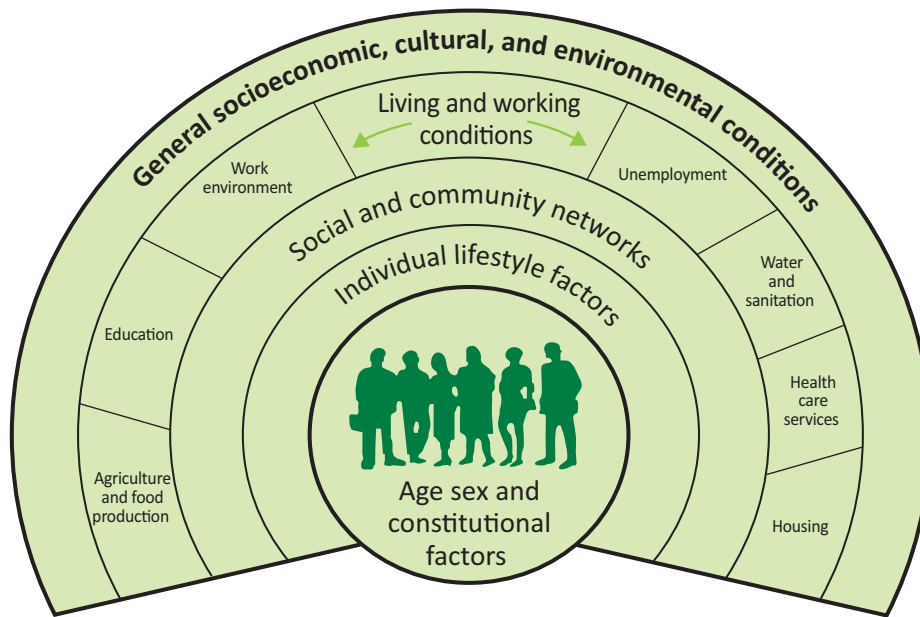 General socioeconomic, cultural, and environmental conditions
Living and working
conditions
Work
environment
Unemployment
Education
Water
and
sanitation
Agriculture
and food
production
Health
care
services
Housing
Social and community networks
Individual lifestyle factors
Age sex and
constitutional
factors